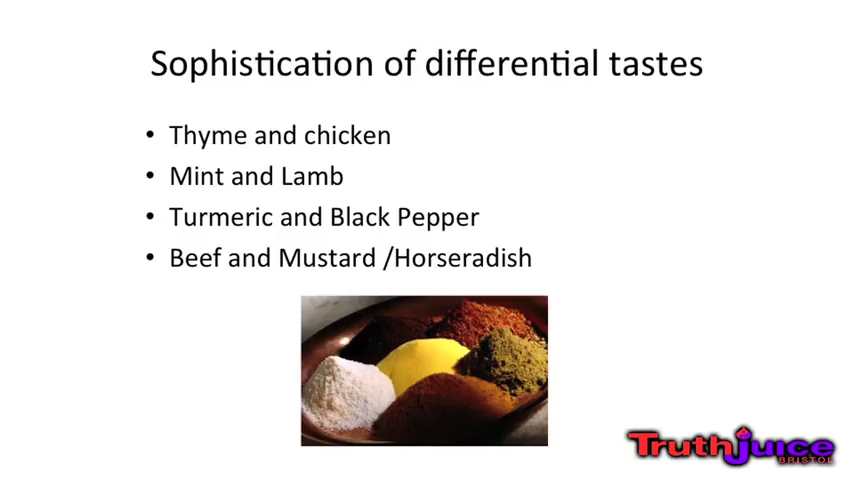 Sophistication of differential tastes
• Thyme and chicken
• Mint and Lamb
• Turmeric and Black Pepper
• Beef and Mustard /Horseradish
Truthjuice
BRISTOL